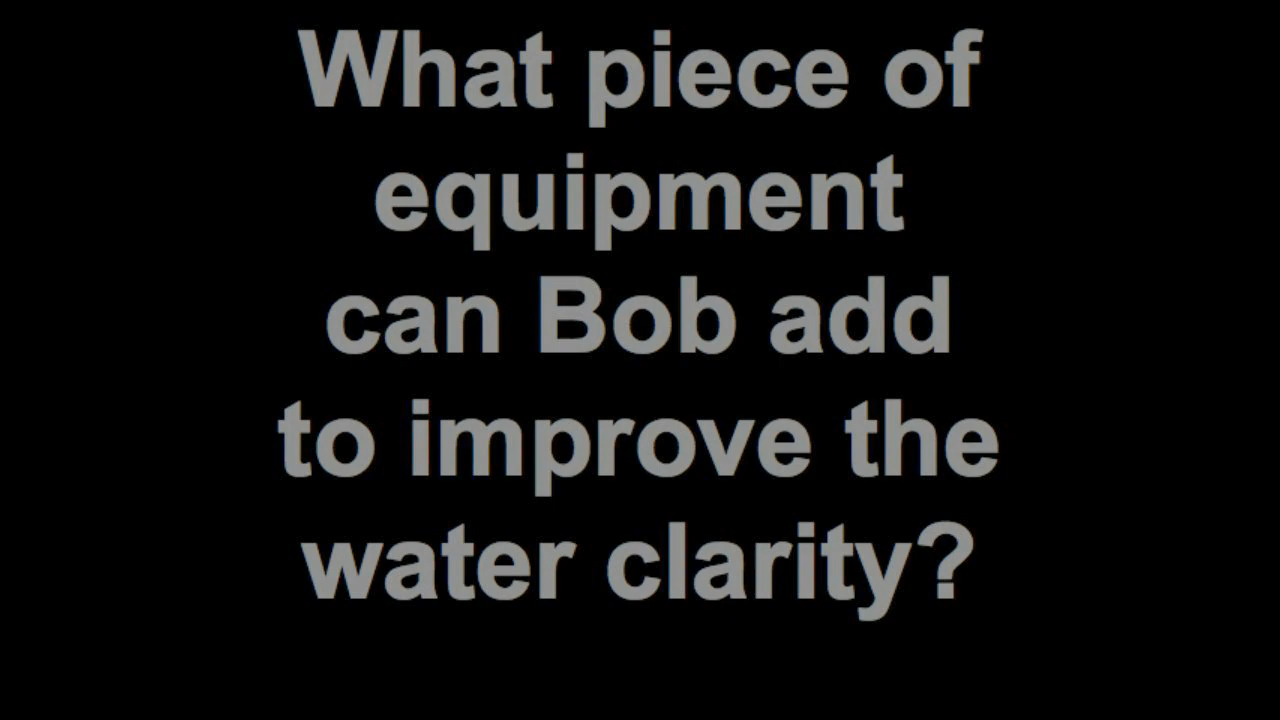 What piece of
equipment
can Bob add
to improve the
water clarity?